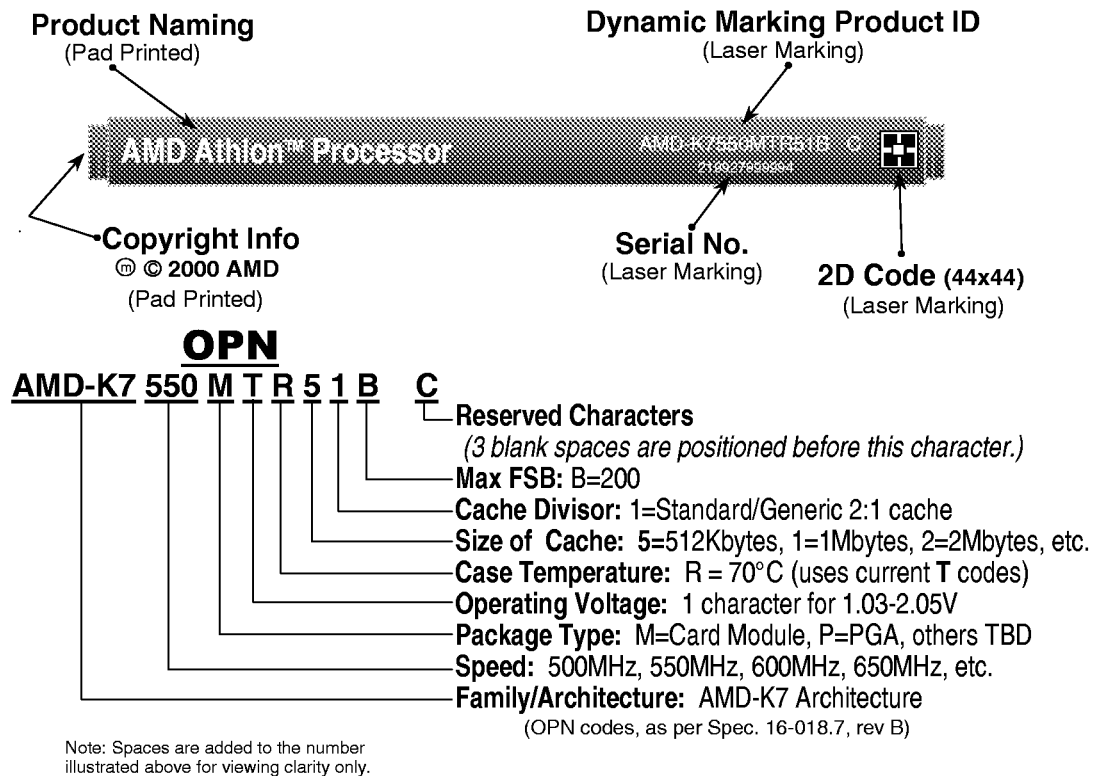 Product Naming
(Pad Printed)
Dynamic Marking Product ID
(Laser Marking)
AMD Athlon™ Processor
AMD-K7550MTR51B C
219927999994
Copyright Info
ⓜ © 2000 AMD
(Pad Printed)
Serial No.
(Laser Marking)
2D Code (44x44)
(Laser Marking)
OPN
AMD-K7 550 M T R 5 1 B C
Reserved Characters
(3 blank spaces are positioned before this character.)
Max FSB: B=200
Cache Divisor: 1=Standard/Generic 2:1 cache
Size of Cache: 5=512Kbytes, 1=1Mbytes, 2=2Mbytes, etc.
Case Temperature: R = 70°C (uses current T codes)
Operating Voltage: 1 character for 1.03-2.05V
Package Type: M=Card Module, P=PGA, others TBD
Speed: 500MHz, 550MHz, 600MHz, 650MHz, etc.
Family/Architecture: AMD-K7 Architecture
(OPN codes, as per Spec. 16-018.7, rev B)
Note: Spaces are added to the number
illustrated above for viewing clarity only.